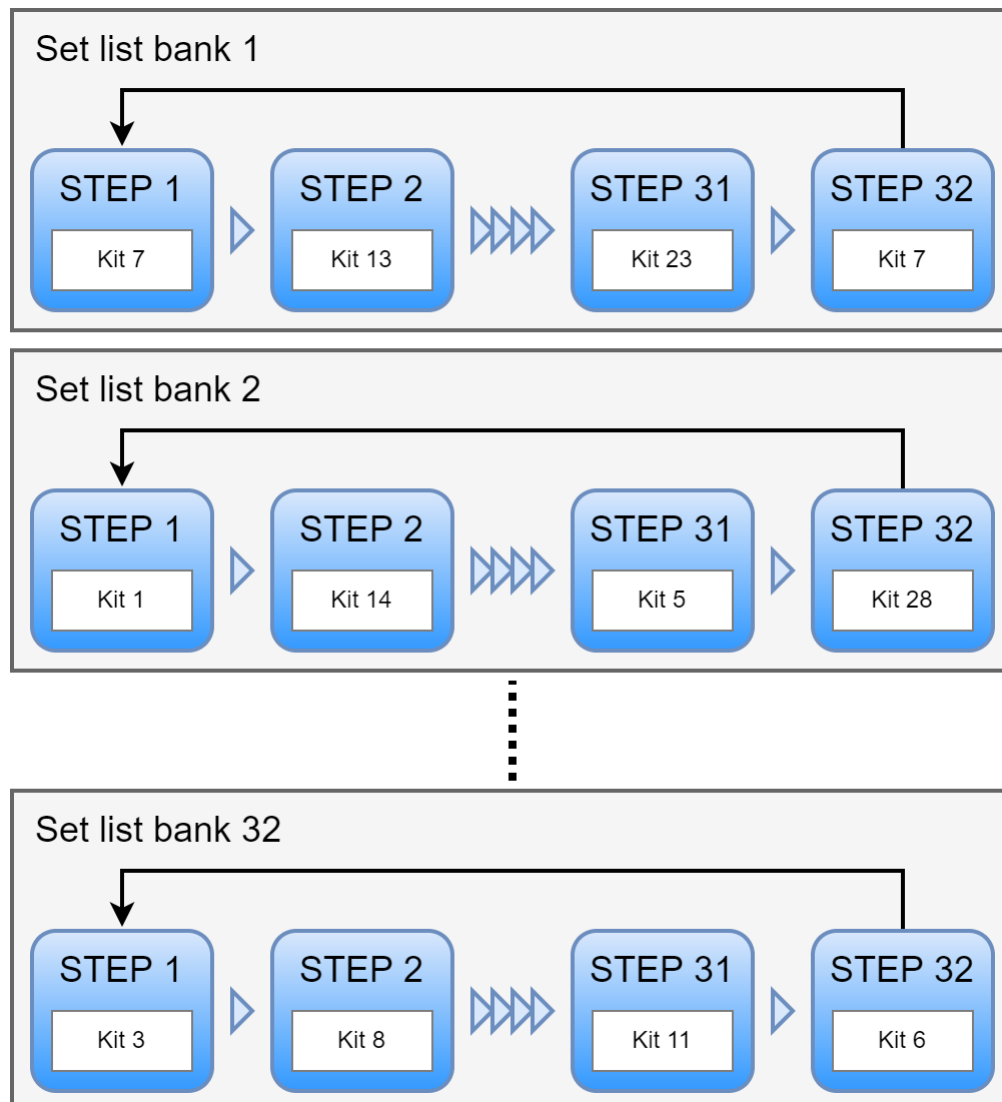 Set list bank 1
STEP 1 STEP 2 STEP 31 STEP 32
Kit 7 Kit 13 Kit 23 Kit 7
Set list bank 2
STEP 1 STEP 2 STEP 31 STEP 32
Kit 1 Kit 14 Kit 5 Kit 28
Set list bank 32
STEP 1 STEP 2 STEP 31 STEP 32
Kit 3 Kit 8 Kit 11 Kit 6